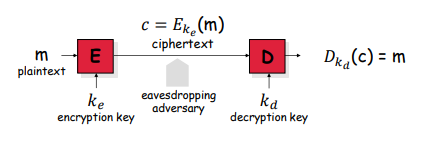 c = E_{k_e}(m)
ciphertext
m
plaintext
E
D
D_{k_d}(c) = m
k_e
encryption key
eavesdropping
adversary
k_d
decryption key